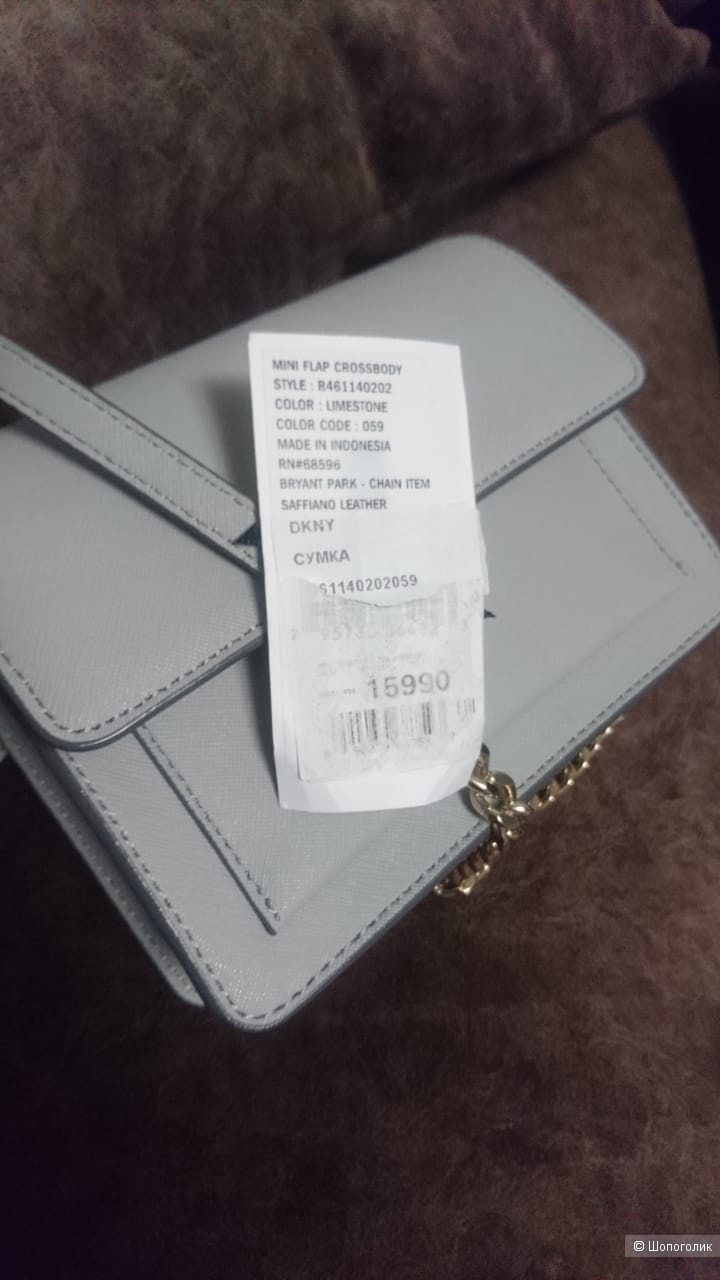 MINI FLAP CROSSBODY
STYLE : R461140202
COLOR : LIMESTONE
COLOR CODE : 059
MADE IN INDONESIA
RN#68596
BRYANT PARK - CHAIN ITEM
SAFFIANO LEATHER
DKNY
СУМКА
61140202059
15990
© Шопоголик